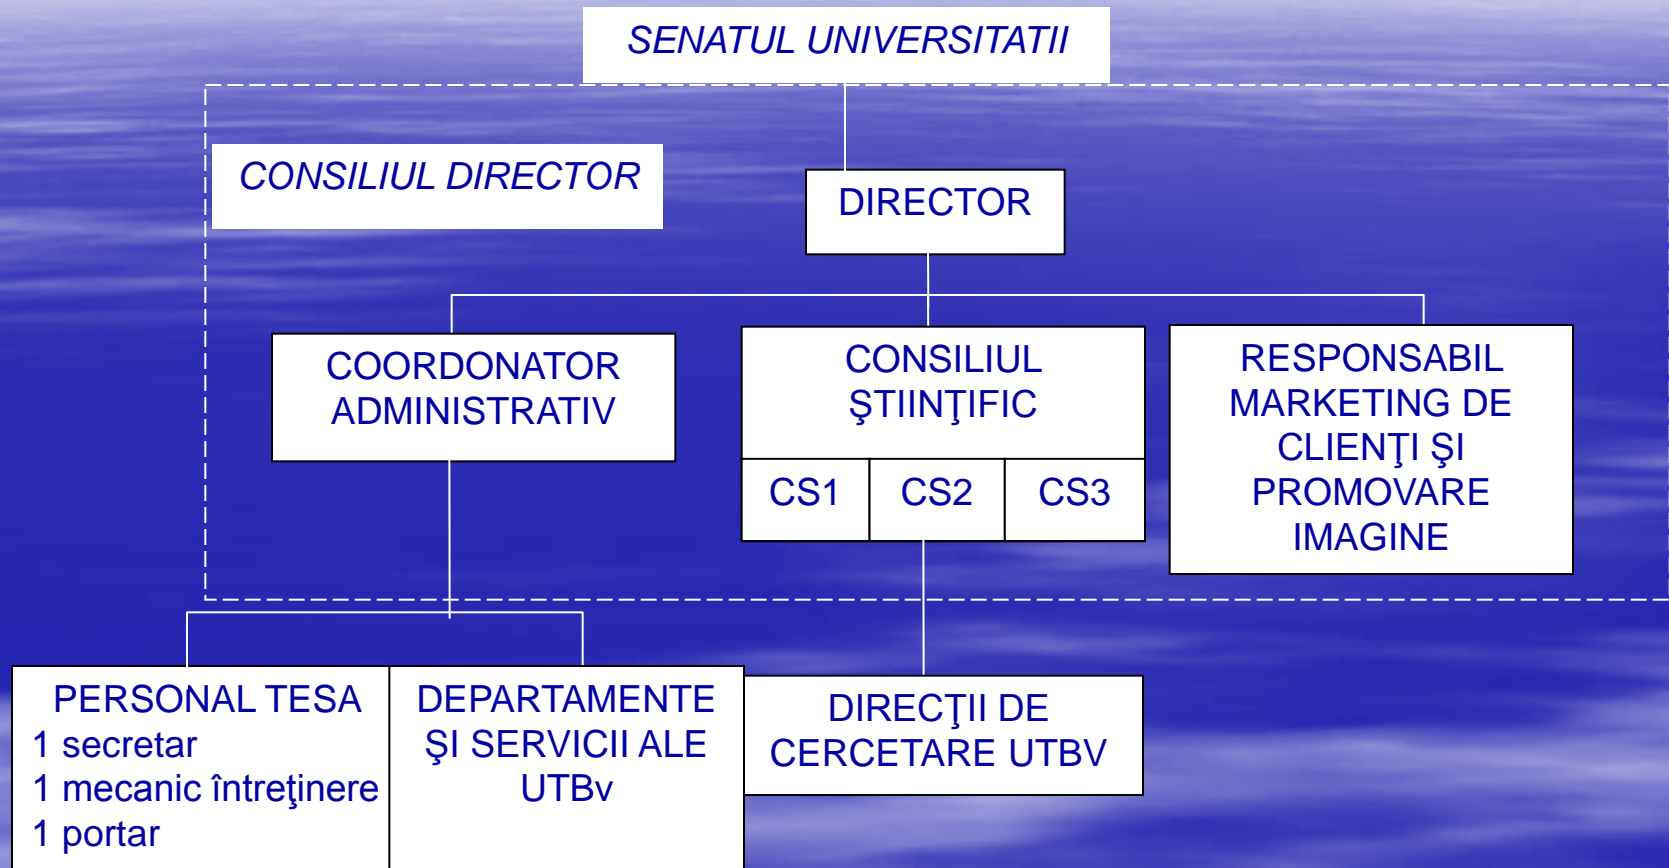 SENATUL UNIVERSITATII
CONSILIUL DIRECTOR
DIRECTOR
COORDONATOR
ADMINISTRATIV
CONSILIUL
ŞTIINŢIFIC
CS1
CS2
CS3
RESPONSABIL
MARKETING DE
CLIENŢI ŞI
PROMOVARE
IMAGINE
PERSONAL TESA
1 secretar
1 mecanic întreţinere
1 portar
DEPARTAMENTE
ŞI SERVICII ALE
UTBv
DIRECŢII DE
CERCETARE UTBV